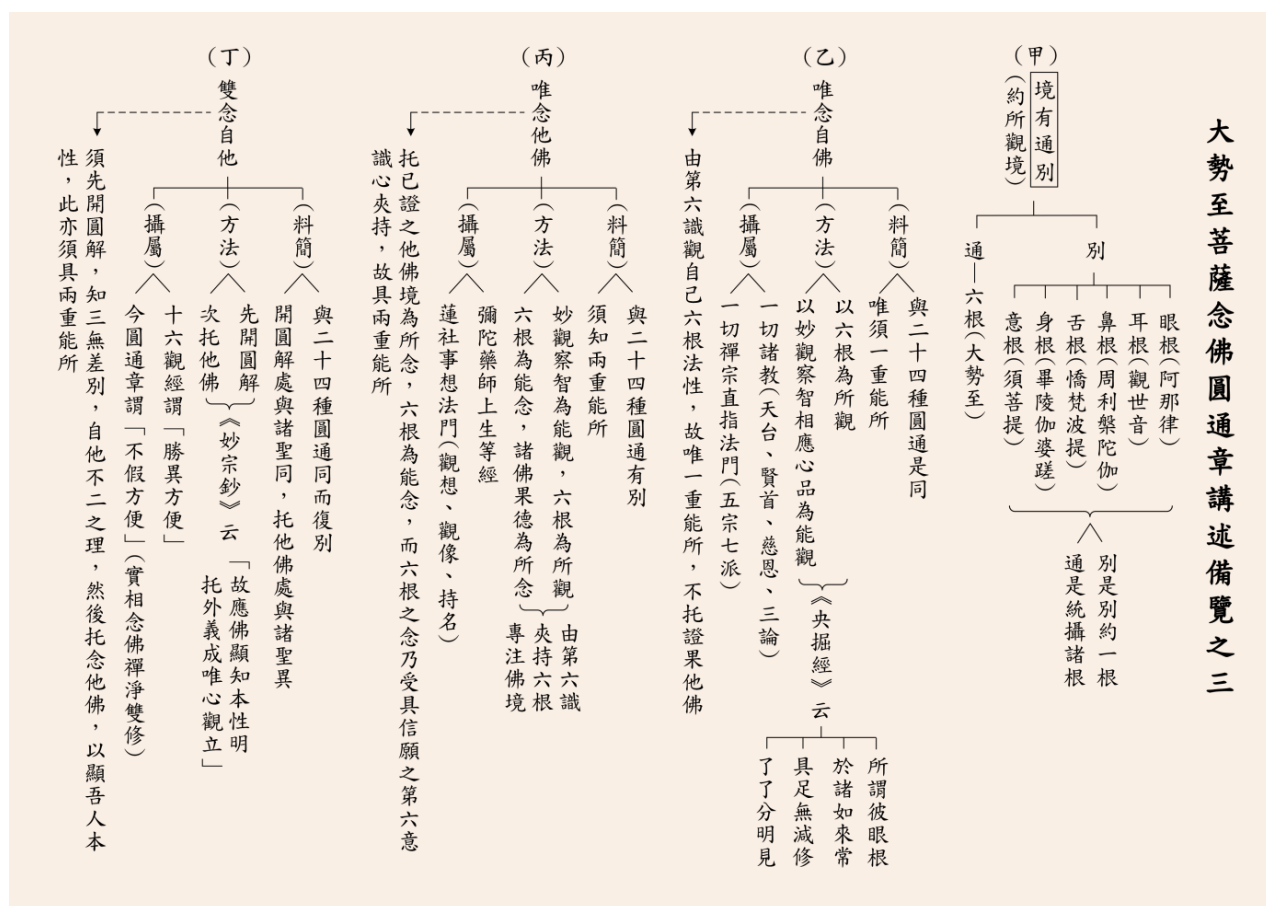 大勢至菩薩念佛圓通章講述備覽之三
（甲）
境有通別
（約所觀境）
別
眼根（阿那律）
耳根（觀世音）
鼻根（周利槃陀伽）
舌根（憍梵波提）
身根（畢陵伽婆蹉）
意根（須菩提）
別是別約一根
通是統攝諸根
通—六根（大勢至）
（乙）
唯念自佛
（料簡）
與二十四種圓通是同
唯須一重能所
（方法）
以六根為所觀
以妙觀察智相應心品為能觀
《央掘經》云
所謂彼眼根
於諸如來常
具足無減修
了了分明見
（攝屬）
一切諸教（天台、賢首、慈恩、三論）
一切禪宗直指法門（五宗七派）
由第六識觀自己六根法性，故唯一重能所，不托證果他佛
（丙）
唯念他佛
（料簡）
與二十四種圓通有別
須知兩重能所
（方法）
妙觀察智為能觀，六根為所觀
六根為能念，諸佛果德為所念
由第六識
夾持六根
專注佛境
（攝屬）
彌陀藥師上生等經
蓮社事想法門（觀想、觀像、持名）
托已證之他佛境為所念，六根為能念，而六根之念乃受具信願之第六意
識心夾持，故具兩重能所
（丁）
雙念自他
（料簡）
與二十四種圓通同而復別
開圓解處與諸聖同，托他佛處與諸聖異
（方法）
先開圓解
次托他佛
《妙宗鈔》云
「故應佛顯知本性明
托外義成唯心觀立」
（攝屬）
十六觀經謂「勝異方便」
今圓通章謂「不假方便」（實相念佛禪淨雙修）
須先開圓解，知三無差別，自他不二之理，然後托念他佛，以顯吾人本
性，此亦須具兩重能所